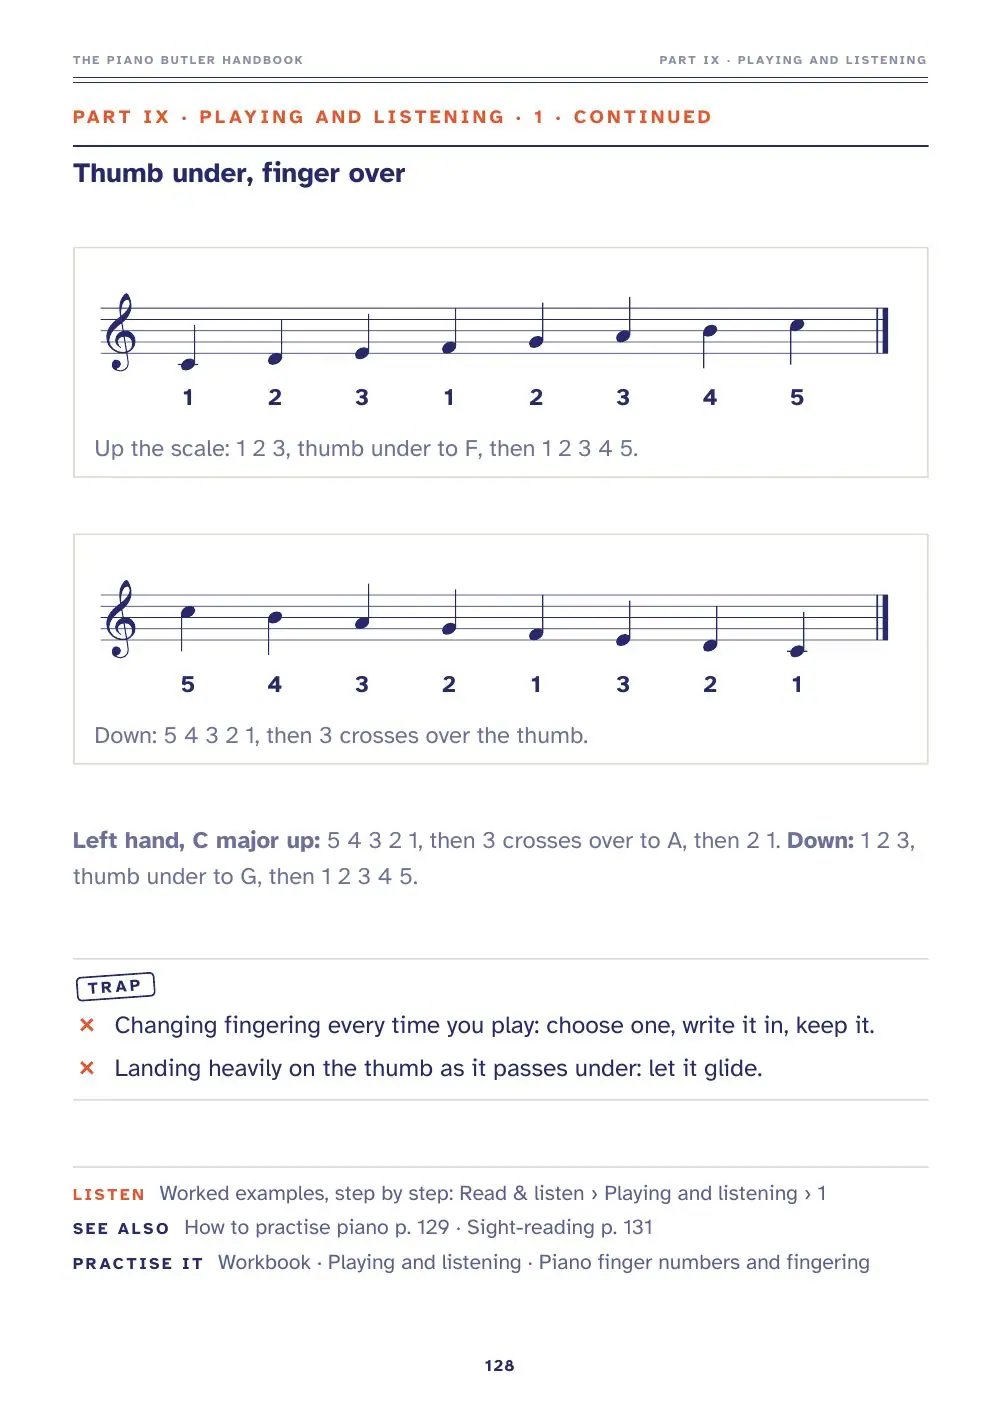 THE PIANO BUTLER HANDBOOK
PART IX · PLAYING AND LISTENING
PART IX · PLAYING AND LISTENING · 1 · CONTINUED
Thumb under, finger over
1 2 3 1 2 3 4 5
Up the scale: 1 2 3, thumb under to F, then 1 2 3 4 5.
5 4 3 2 1 3 2 1
Down: 5 4 3 2 1, then 3 crosses over the thumb.
Left hand, C major up: 5 4 3 2 1, then 3 crosses over to A, then 2 1. Down: 1 2 3,
thumb under to G, then 1 2 3 4 5.
TRAP
× Changing fingering every time you play: choose one, write it in, keep it.
× Landing heavily on the thumb as it passes under: let it glide.
LISTEN Worked examples, step by step: Read & listen › Playing and listening › 1
SEE ALSO How to practise piano p. 129 · Sight-reading p. 131
PRACTISE IT Workbook · Playing and listening · Piano finger numbers and fingering
128